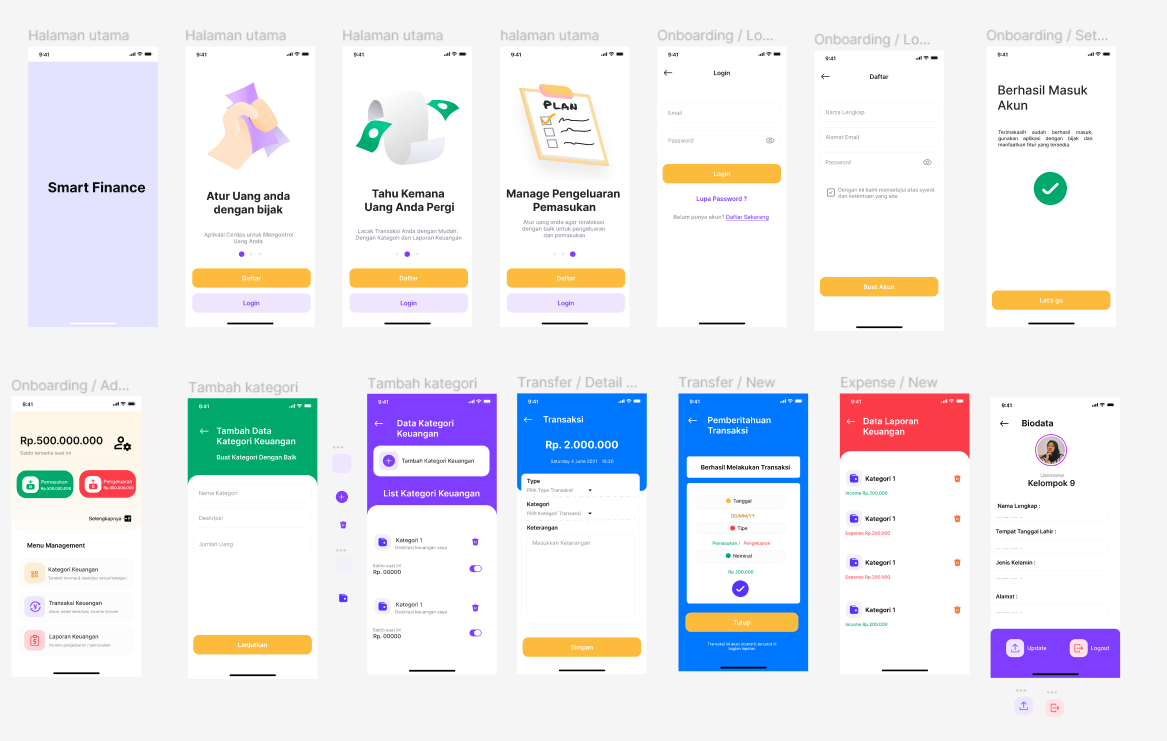 Halaman utama
9:41
Smart Finance
Halaman utama
9:41
Atur Uang anda
dengan bijak
Aplikasi Cerdas untuk Mengontrol
Uang Anda
Daftar
Login
Halaman utama
9:41
Tahu Kemana
Uang Anda Pergi
Lacak Transaksi Anda dengan Mudah.
Dengan Kategori dan Laporan Keuangan
Daftar
Login
halaman utama
9:41
PLAN
Manage Pengeluaran
Pemasukan
Atur uang anda agar teralokasi
dengan baik untuk pengeluaran
dan pemasukan
Daftar
Login
Onboarding / Lo...
9:41
Login
Email
Password
Login
Lupa Password ?
Belum punya akun? Daftar Sekarang
Onboarding / Lo...
9:41
Daftar
Nama Lengkap
Alamat Email
Password
Dengan ini kami menyetujui atas syarat
dan ketentuan yang ada
Buat Akun
Onboarding / Set...
9:41
Berhasil Masuk
Akun
Terimakasih sudah berhasil masuk,
gunakan aplikasi dengan bijak dan
manfaatkan fitur yang tersedia.
Let's go
Onboarding / Ad...
9:41
Rp.500.000.000
Saldo tersedia saat ini
Pemasukan
Rp.500.000.000
Pengeluaran
Rp.450.000.000
Selengkapnya
Menu Management
Kategori Keuangan
Transaksi Keuangan
Laporan Keuangan
Tambah kategori
9:41
Tambah Data
Kategori Keuangan
Buat Kategori Dengan Baik
Nama Kategori
Deskripsi
Jumlah Uang
Lanjutkan
Tambah kategori
9:41
Data Kategori
Keuangan
Tambah Kategori Keuangan
List Kategori Keuangan
Kategori 1
Deskripsi keuangan saya
Saldo saat ini
Rp. 00000
Kategori 1
Deskripsi keuangan saya
Saldo saat ini
Rp. 00000
Transfer / Detail ...
9:41
Transaksi
Rp. 2.000.000
Saturday 4 June 2021 15:20
Type
Pilih Type Transaksi
Kategori
Pilih Kategori Transaksi
Keterangan
Masukkan Keterangan
Simpan
Transfer / New
9:41
Pemberitahuan
Transaksi
Berhasil Melakukan Transaksi
Tanggal
DD/MM/YY
Tipe
Pemasukan / Pengeluaran
Nominal
Rp 200.000
Tutup
Transaksi ini akan otomatis tercatat di
bagian laporan
Expense / New
9:41
Data Laporan
Keuangan
Kategori 1
Income Rp.200.000
Kategori 1
Expense Rp.200.000
Kategori 1
Expense Rp.200.000
Kategori 1
Income Rp.200.000
9:41
Biodata
Username
Kelompok 9
Nama Lengkap :
Tempat Tanggal Lahir :
Jenis Kelamin :
Alamat :
Update
Logout